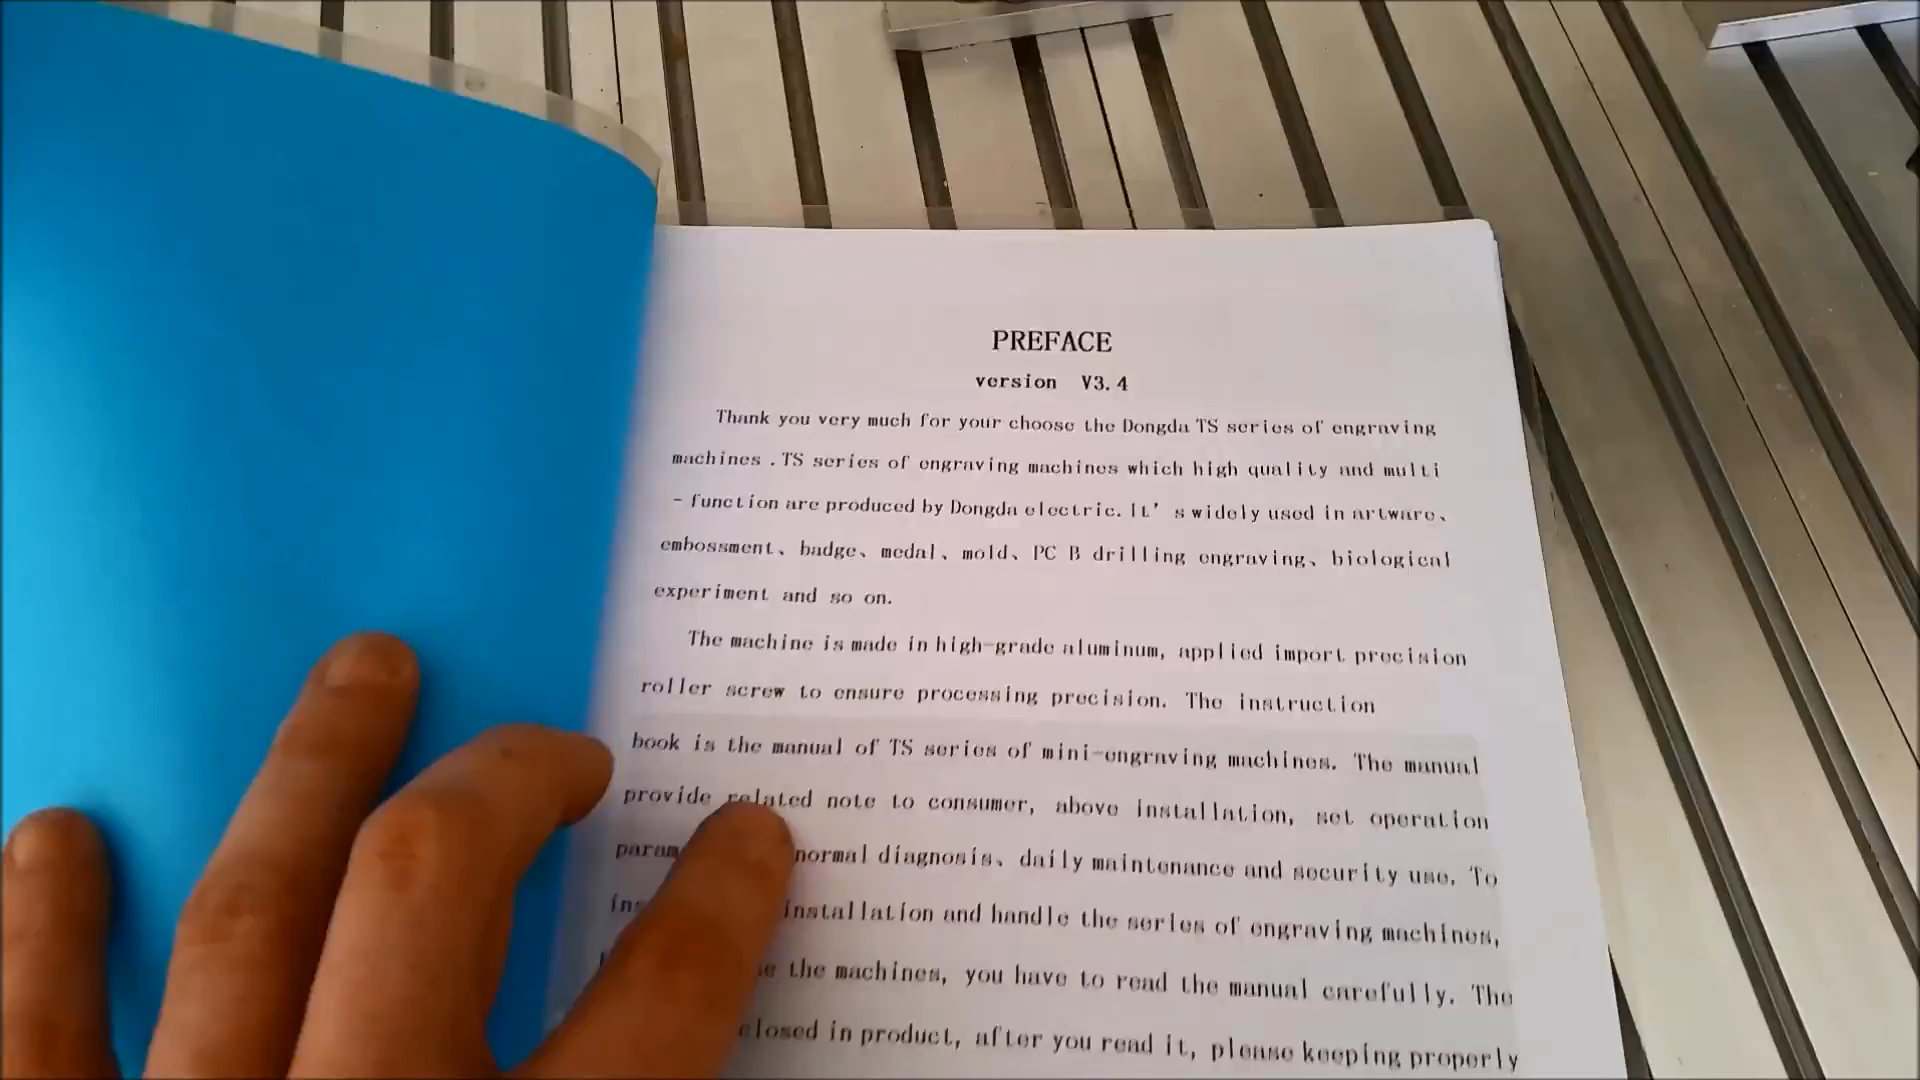 PREFACE
version V3.4
Thank you very much for your choose the Dongda TS series of engraving
machines .TS series of engraving machines which high quality and multi
- function are produced by Dongda electric. It's widely used in artware、
embossment、badge、medal、mold、PC B drilling engraving、biological
experiment and so on.
The machine is made in high-grade aluminum, applied import precision
roller screw to ensure processing precision. The instruction
book is the manual of TS series of mini-engraving machines. The manual
provide related note to consumer, above installation, set operation
normal diagnosis、daily maintenance and security use. To
installation and handle the series of engraving machines,
the machines, you have to read the manual carefully. The
closed in product, after you read it, please keeping properly